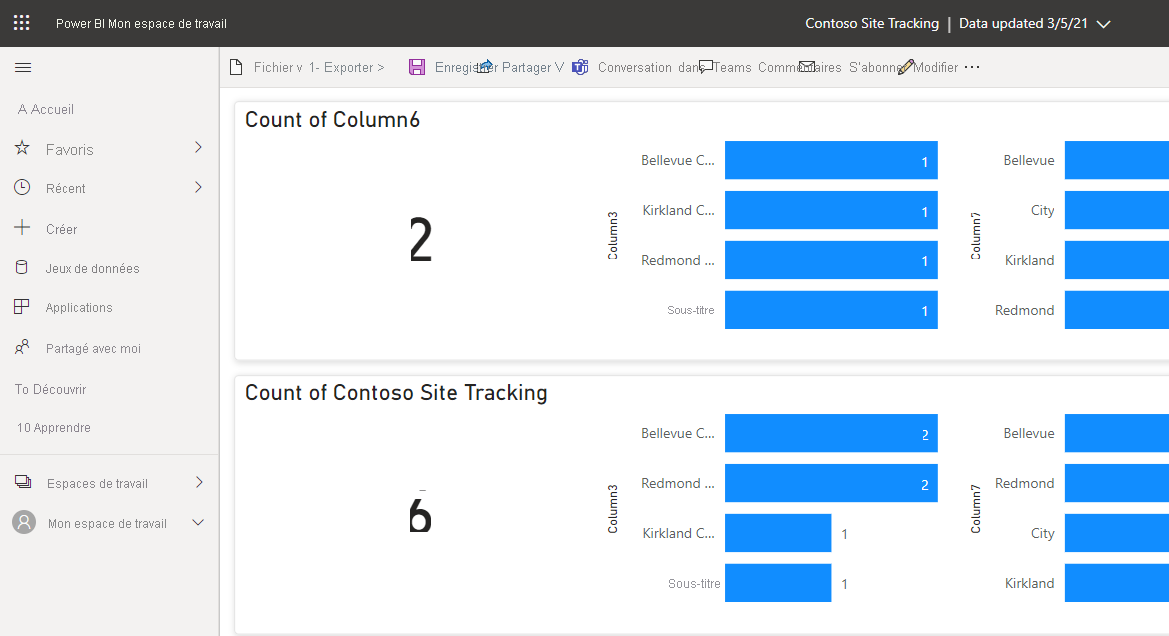 Power BI Mon espace de travail
Contoso Site Tracking | Data updated 3/5/21
Fichier v 1- Exporter > Enregistrer Partager V Conversation dans Teams Commentaires S'abonner Modifier ...
A Accueil
Favoris
Récent
Créer
Jeux de données
Applications
Partagé avec moi
To Découvrir
10 Apprendre
Espaces de travail
Mon espace de travail
Count of Column6
2
Column3
Bellevue C... 1
Kirkland C... 1
Redmond ... 1
Sous-titre 1
Column7
Bellevue
City
Kirkland
Redmond
Count of Contoso Site Tracking
6
Column3
Bellevue C... 2
Redmond ... 2
Kirkland C... 1
Sous-titre 1
Column7
Bellevue
Redmond
City
Kirkland